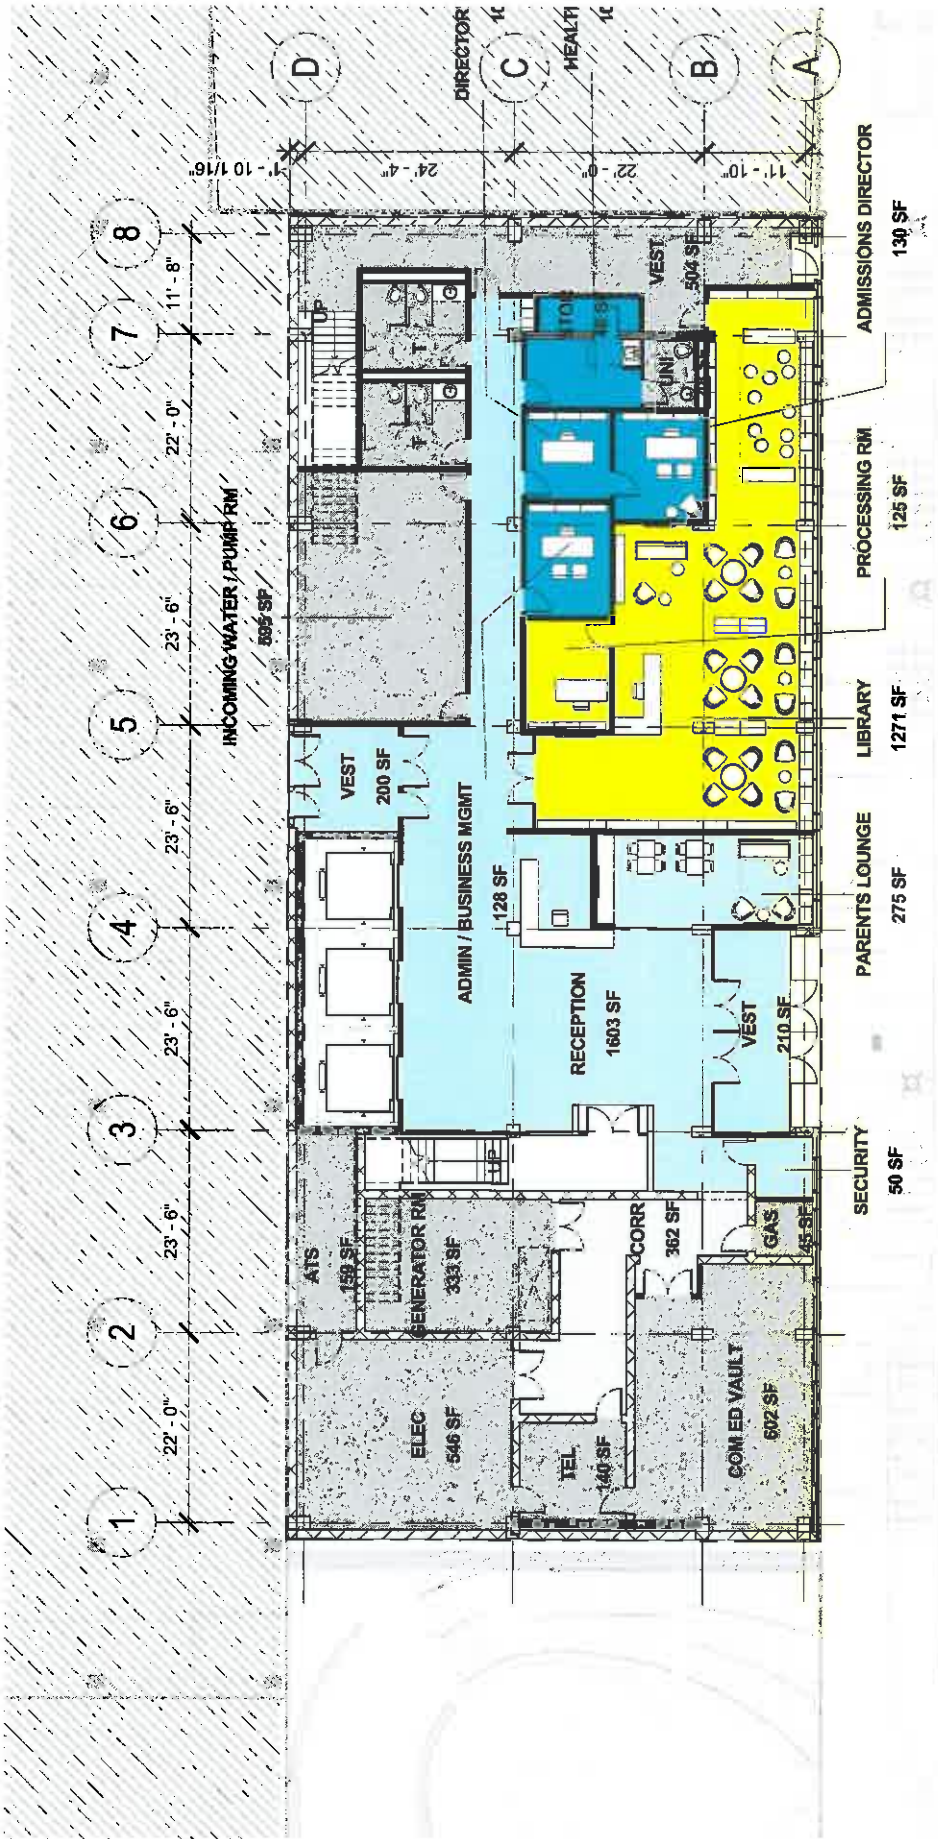 1
2
3
4
5
6
7
8
22' - 0"
23' - 6"
23' - 6"
23' - 6"
23' - 6"
22' - 0"
11' - 8"
D
C
B
A
1' - 10 1/16"
24' - 4"
22' - 0"
11' - 10"
DIRECTOR
HEALTH
INCOMING WATER / PUMP RM
595 SF
ELEC
546 SF
ATS
159 SF
GENERATOR RM
333 SF
UP
TEL
140 SF
COM ED VAULT
602 SF
CORR
362 SF
GAS
45 SF
SECURITY
50 SF
VEST
200 SF
ADMIN / BUSINESS MGMT
128 SF
RECEPTION
1603 SF
VEST
210 SF
PARENTS LOUNGE
275 SF
LIBRARY
1271 SF
PROCESSING RM
125 SF
ADMISSIONS DIRECTOR
130 SF
T
T
UP
UNI
VEST
504 SF